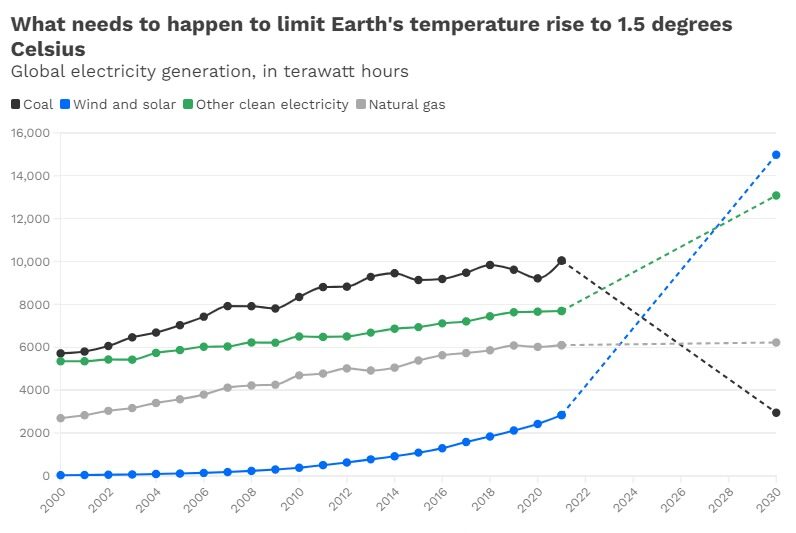 What needs to happen to limit Earth's temperature rise to 1.5 degrees
Celsius
Global electricity generation, in terawatt hours
Coal Wind and solar Other clean electricity Natural gas
16,000
14,000
12,000
10,000
8000
6000
4000
2000
0
2000 2002 2004 2006 2008 2010 2012 2014 2016 2018 2020 2022 2024 2026 2028 2030